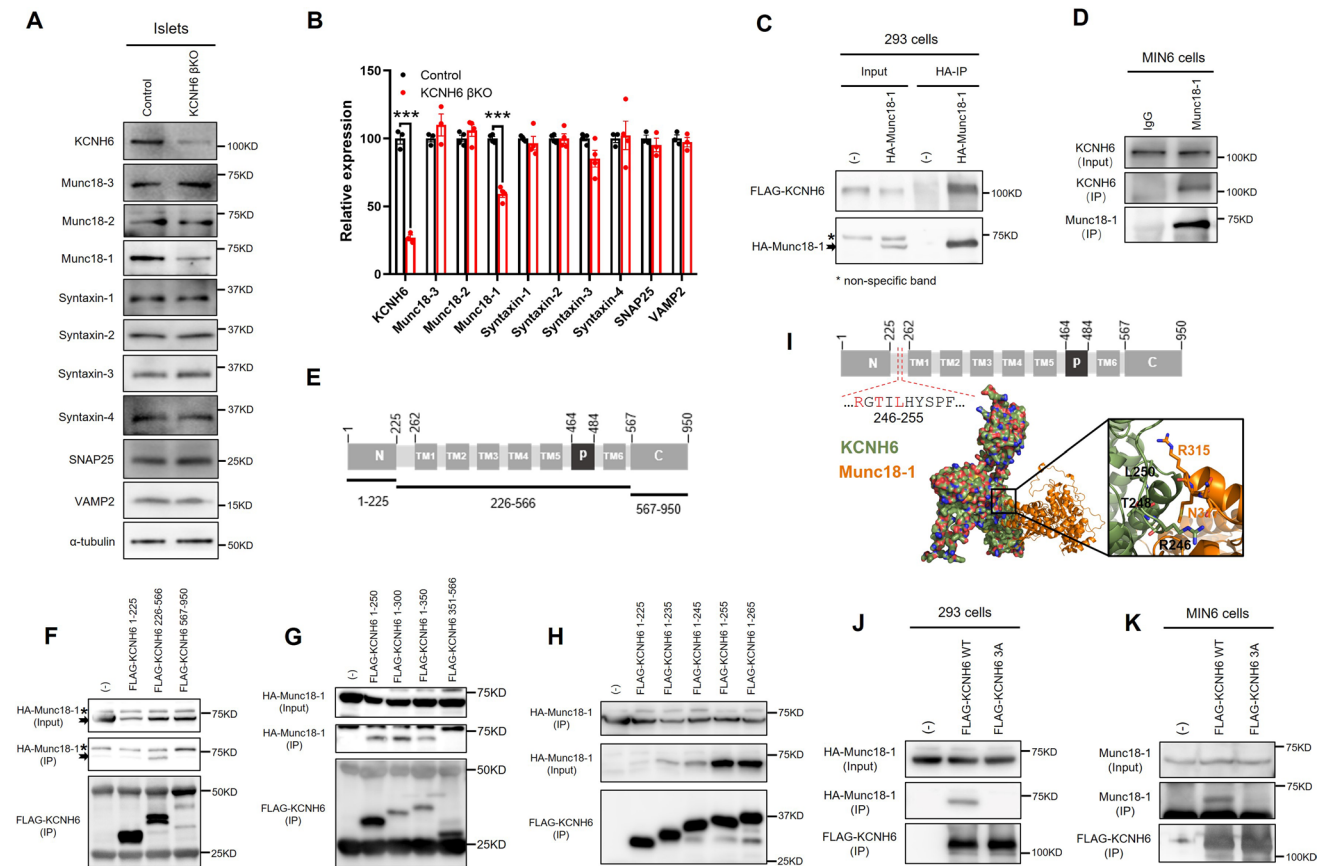 A
Islets
Control
KCNH6 βKO
KCNH6
100KD
Munc18-3
75KD
Munc18-2
75KD
Munc18-1
75KD
Syntaxin-1
37KD
Syntaxin-2
37KD
Syntaxin-3
37KD
Syntaxin-4
37KD
SNAP25
25KD
VAMP2
15KD
α-tubulin
50KD
B
Relative expression
150
100
50
0
Control
KCNH6 βKO
***
***
KCNH6
Munc18-3
Munc18-2
Munc18-1
Syntaxin-1
Syntaxin-2
Syntaxin-3
Syntaxin-4
SNAP25
VAMP2
C
293 cells
Input
HA-IP
(-)
HA-Munc18-1
(-)
HA-Munc18-1
FLAG-KCNH6
100KD
HA-Munc18-1
*
75KD
* non-specific band
D
MIN6 cells
IgG
Munc18-1
KCNH6
(Input)
100KD
KCNH6
(IP)
100KD
Munc18-1
(IP)
75KD
E
1
225
262
464
484
567
950
N
TM1
TM2
TM3
TM4
TM5
P
TM6
C
1-225
226-566
567-950
F
(-)
FLAG-KCNH6 1-225
FLAG-KCNH6 226-566
FLAG-KCNH6 567-950
HA-Munc18-1*
(Input)
75KD
HA-Munc18-1*
(IP)
75KD
50KD
FLAG-KCNH6
(IP)
25KD
G
(-)
FLAG-KCNH6 1-250
FLAG-KCNH6 1-300
FLAG-KCNH6 1-350
FLAG-KCNH6 351-566
HA-Munc18-1
(Input)
75KD
HA-Munc18-1
(IP)
75KD
50KD
FLAG-KCNH6
(IP)
25KD
H
(-)
FLAG-KCNH6 1-225
FLAG-KCNH6 1-235
FLAG-KCNH6 1-245
FLAG-KCNH6 1-255
FLAG-KCNH6 1-265
HA-Munc18-1
(IP)
75KD
HA-Munc18-1
(Input)
75KD
FLAG-KCNH6
(IP)
37KD
25KD
I
1
225
262
464
484
567
950
N
TM1
TM2
TM3
TM4
TM5
P
TM6
C
...RGTILHYSPF...
246-255
KCNH6
Munc18-1
R315
L250
T248
R246
J
293 cells
(-)
FLAG-KCNH6 WT
FLAG-KCNH6 3A
HA-Munc18-1
(Input)
75KD
HA-Munc18-1
(IP)
75KD
FLAG-KCNH6
(IP)
100KD
K
MIN6 cells
(-)
FLAG-KCNH6 WT
FLAG-KCNH6 3A
Munc18-1
(Input)
75KD
Munc18-1
(IP)
75KD
FLAG-KCNH6
(IP)
100KD